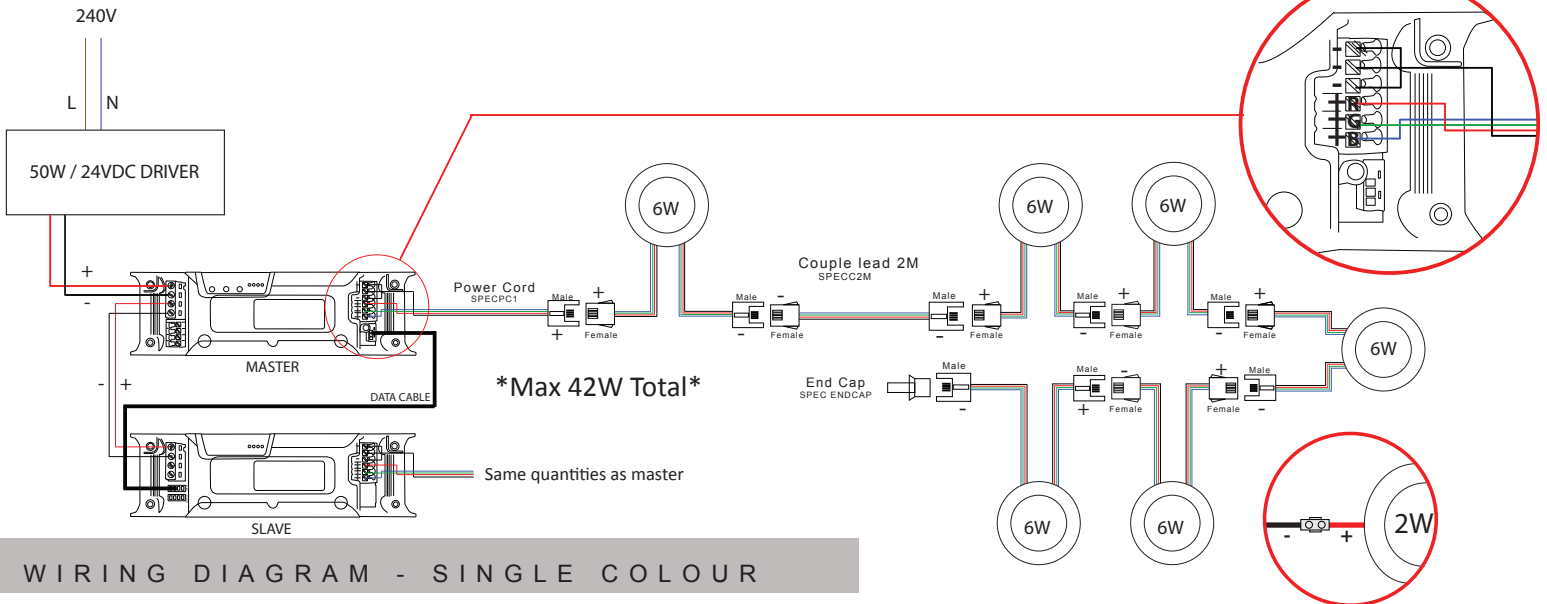 240V
L N
50W / 24VDC DRIVER
+
-
MASTER
- +
DATA CABLE
SLAVE
Same quantities as master
Power Cord
SPECPC1
Male
+
+
Female
6W
Male
-
-
Female
Couple lead 2M
SPECC2M
Male
-
+
Female
6W
Male
-
+
Female
6W
Male
-
+
Female
6W
Male
-
+
Female
6W
-
Female
Male
+
6W
Male
-
End Cap
SPEC ENDCAP
*Max 42W Total*
-
-
-
+ R
+ G
+ B
- +
2W
WIRING DIAGRAM - SINGLE COLOUR